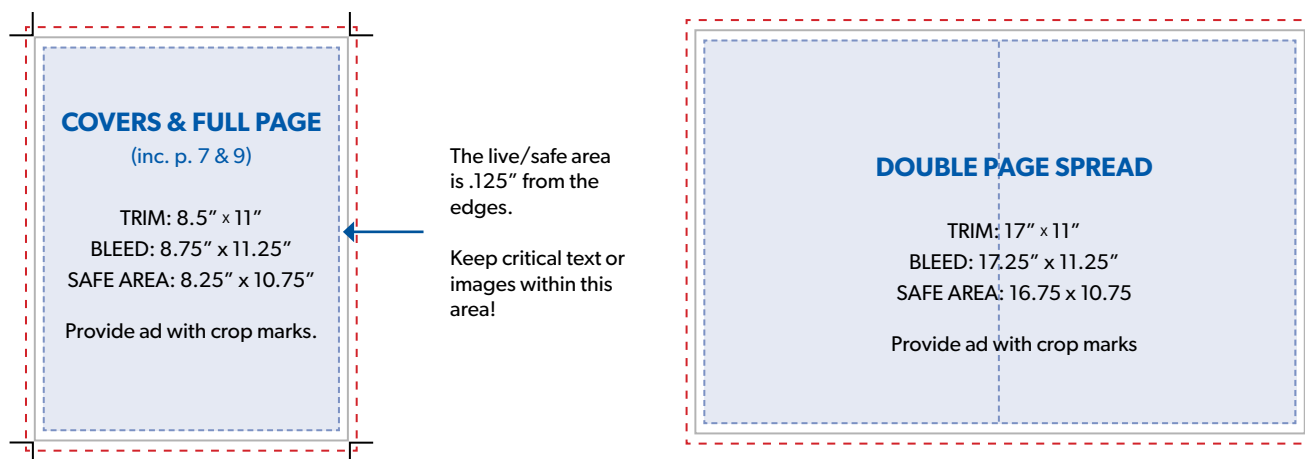 COVERS & FULL PAGE
(inc. p. 7 & 9)
TRIM: 8.5” x 11”
BLEED: 8.75” x 11.25”
SAFE AREA: 8.25” x 10.75”
Provide ad with crop marks.
The live/safe area
is .125” from the
edges.
Keep critical text or
images within this
area!
DOUBLE PAGE SPREAD
TRIM: 17” x 11”
BLEED: 17.25” x 11.25”
SAFE AREA: 16.75 x 10.75
Provide ad with crop marks